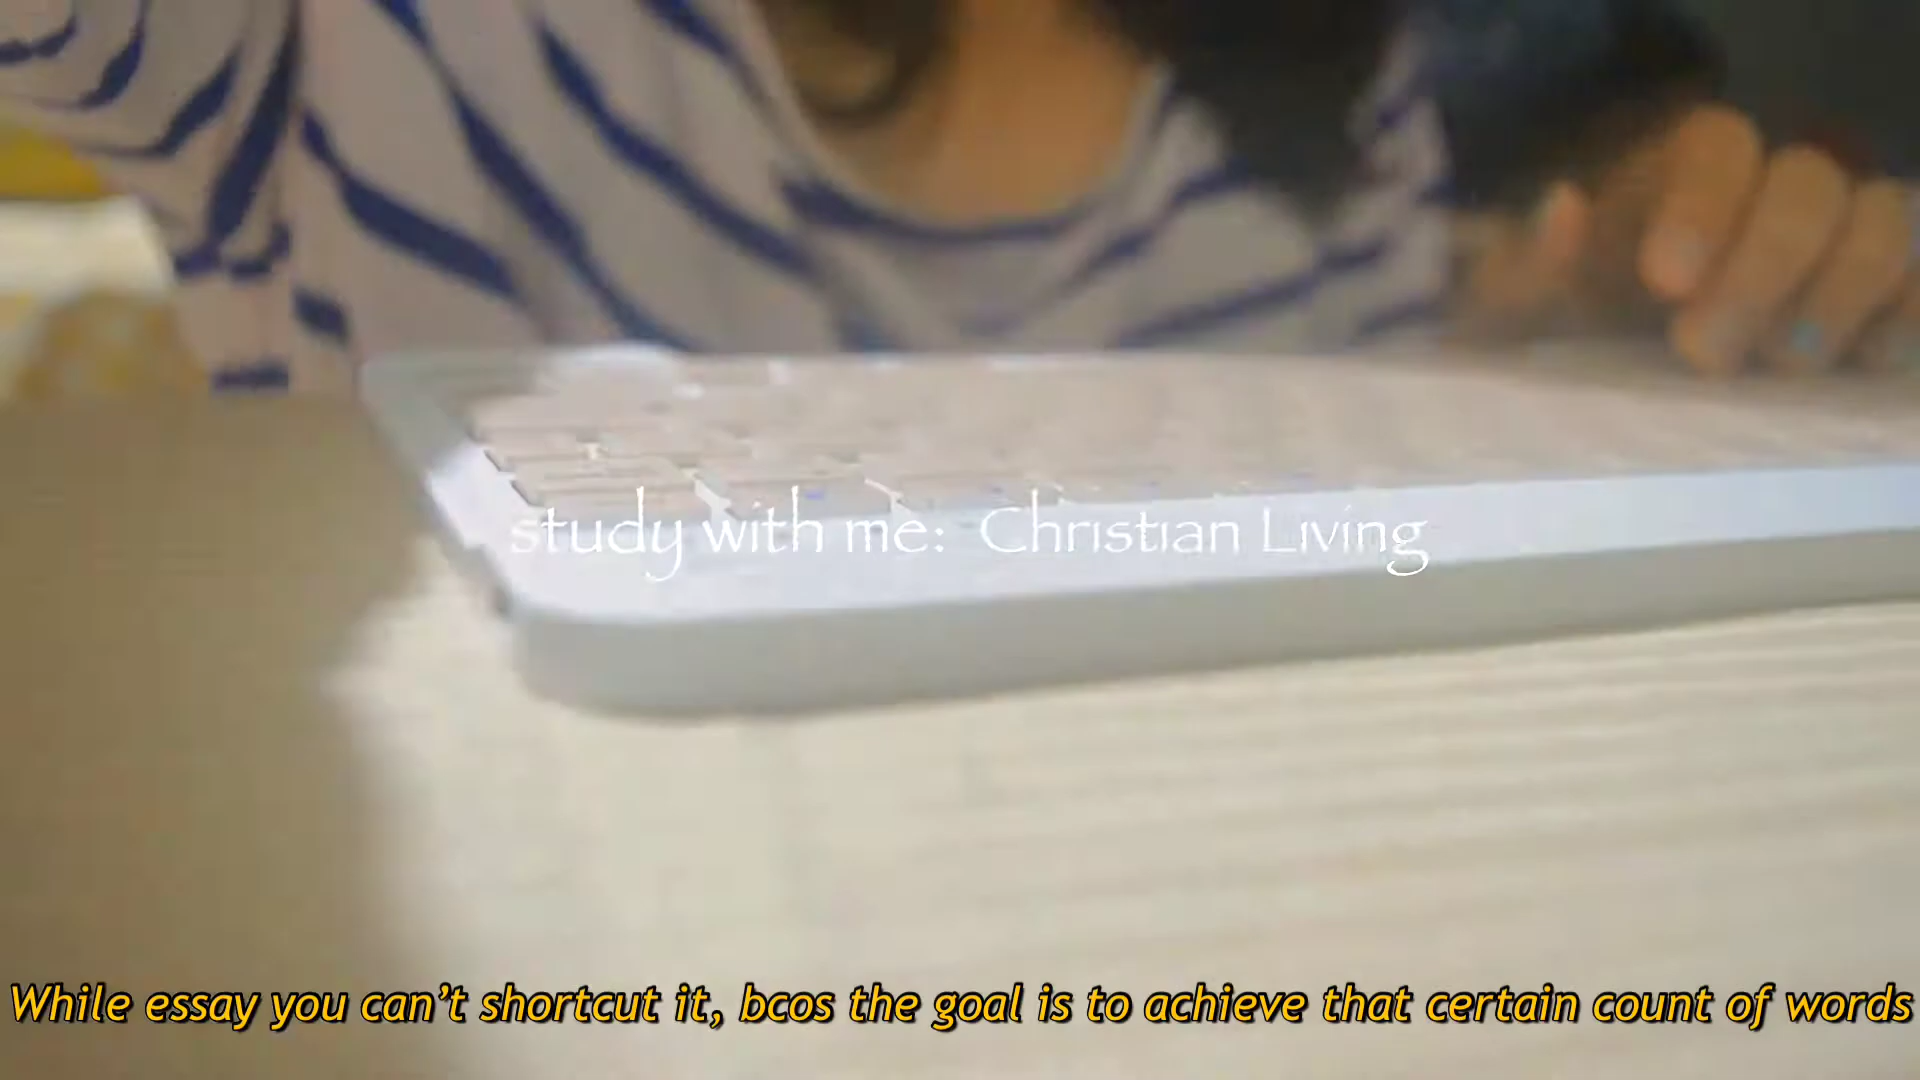 study with me: Christian Living
While essay you can't shortcut it, bcos the goal is to achieve that certain count of words